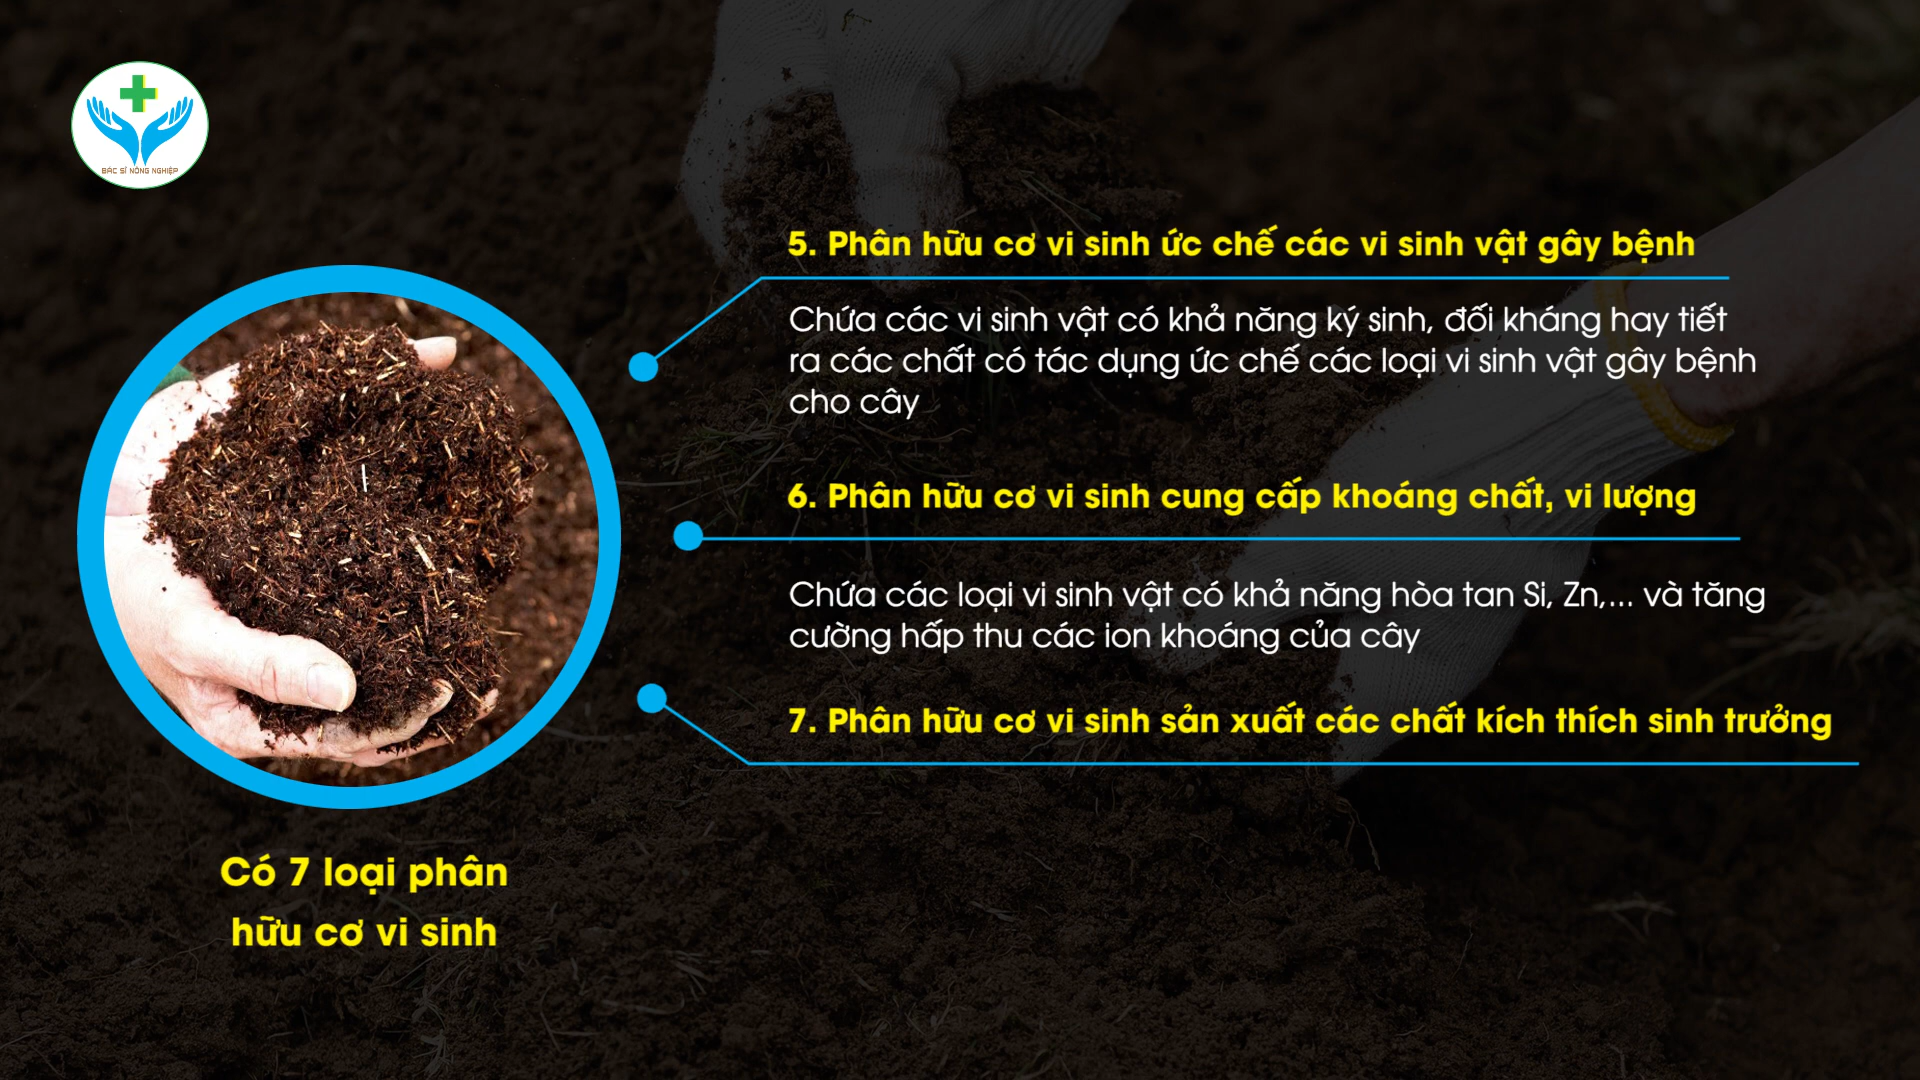 BÁC SĨ NÔNG NGHIỆP
5. Phân hữu cơ vi sinh ức chế các vi sinh vật gây bệnh
Chứa các vi sinh vật có khả năng ký sinh, đối kháng hay tiết
ra các chất có tác dụng ức chế các loại vi sinh vật gây bệnh
cho cây
6. Phân hữu cơ vi sinh cung cấp khoáng chất, vi lượng
Chứa các loại vi sinh vật có khả năng hòa tan Si, Zn,... và tăng
cường hấp thu các ion khoáng của cây
7. Phân hữu cơ vi sinh sản xuất các chất kích thích sinh trưởng
Có 7 loại phân
hữu cơ vi sinh